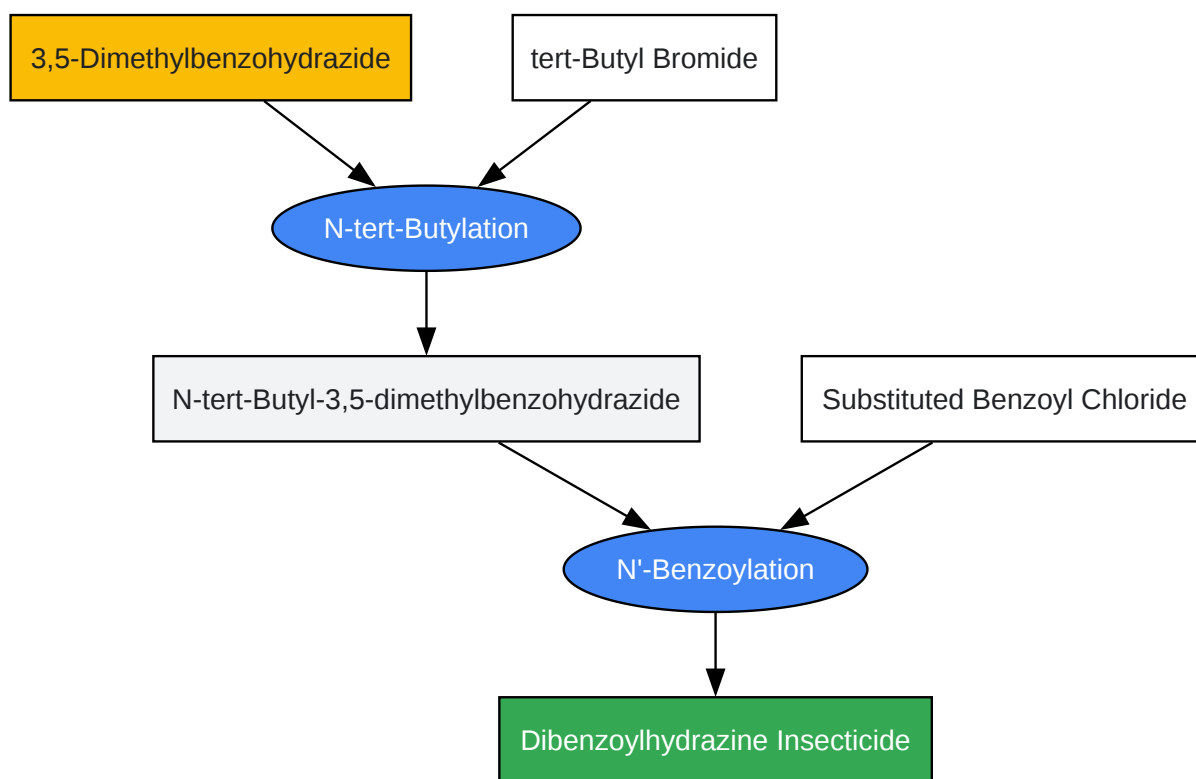 3,5-Dimethylbenzohydrazide
tert-Butyl Bromide
N-tert-Butylation
N-tert-Butyl-3,5-dimethylbenzohydrazide
Substituted Benzoyl Chloride
N'-Benzoylation
Dibenzoylhydrazine Insecticide